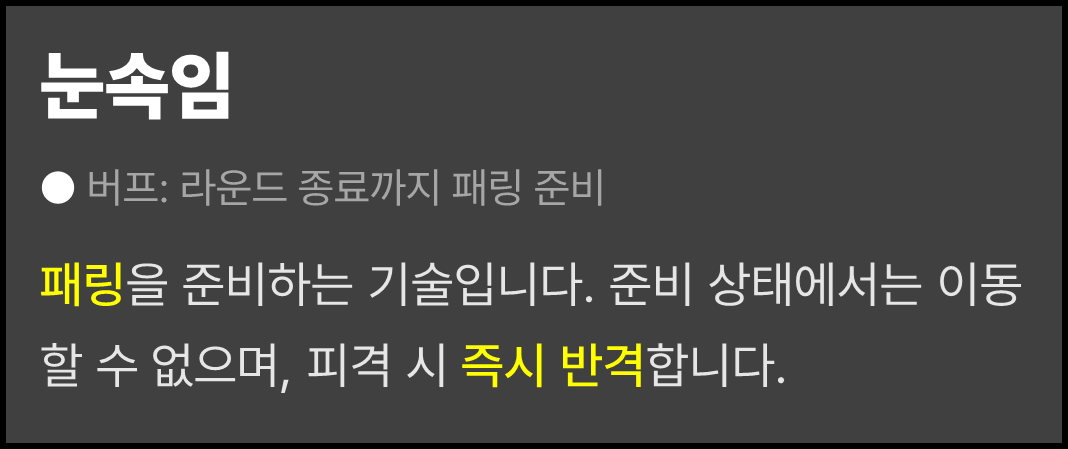 눈속임
● 버프: 라운드 종료까지 패링 준비
패링을 준비하는 기술입니다. 준비 상태에서는 이동
할 수 없으며, 피격 시 즉시 반격합니다.